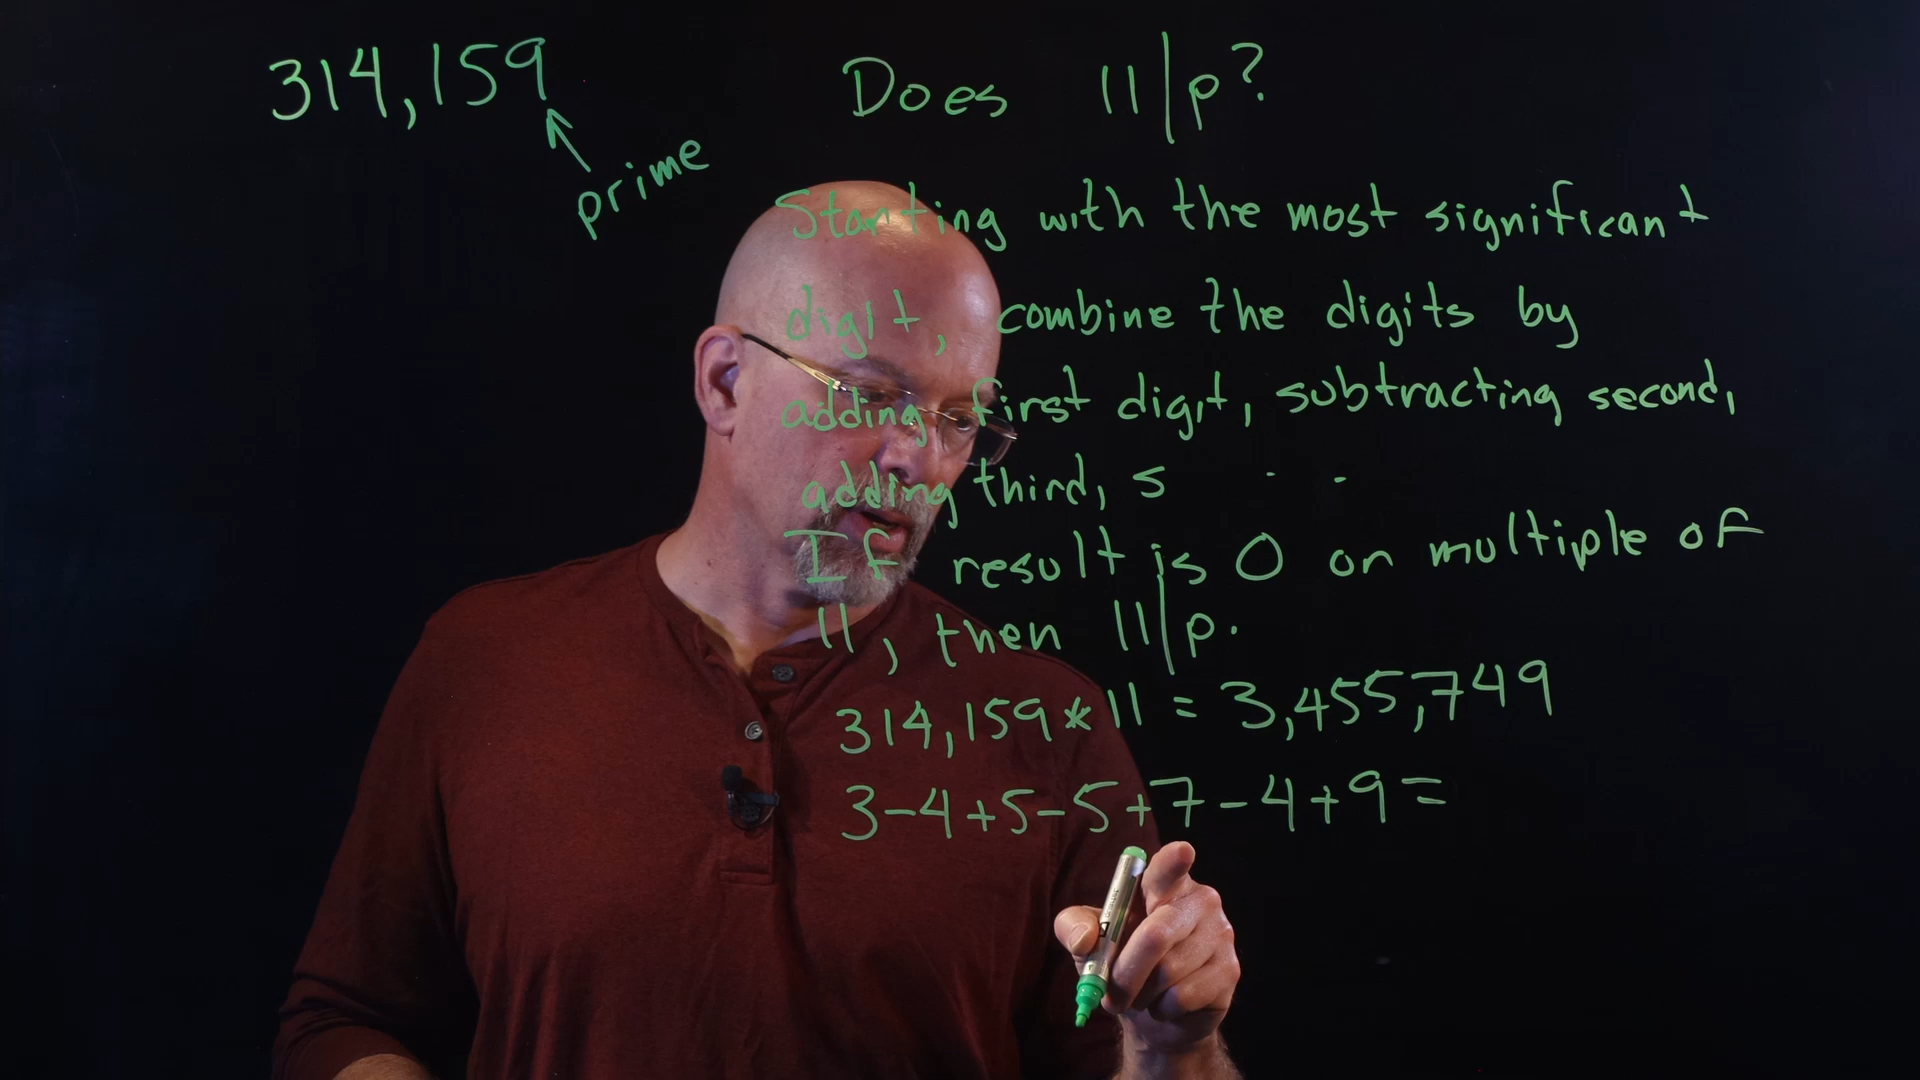 314,159
prime
Does 11|p?
Starting with the most significant
digit, combine the digits by
adding first digit, subtracting second,
adding third, s . .
If result is 0 or multiple of
11, then 11|p.
314,159*11 = 3,455,749
3-4+5-5+7-4+9=